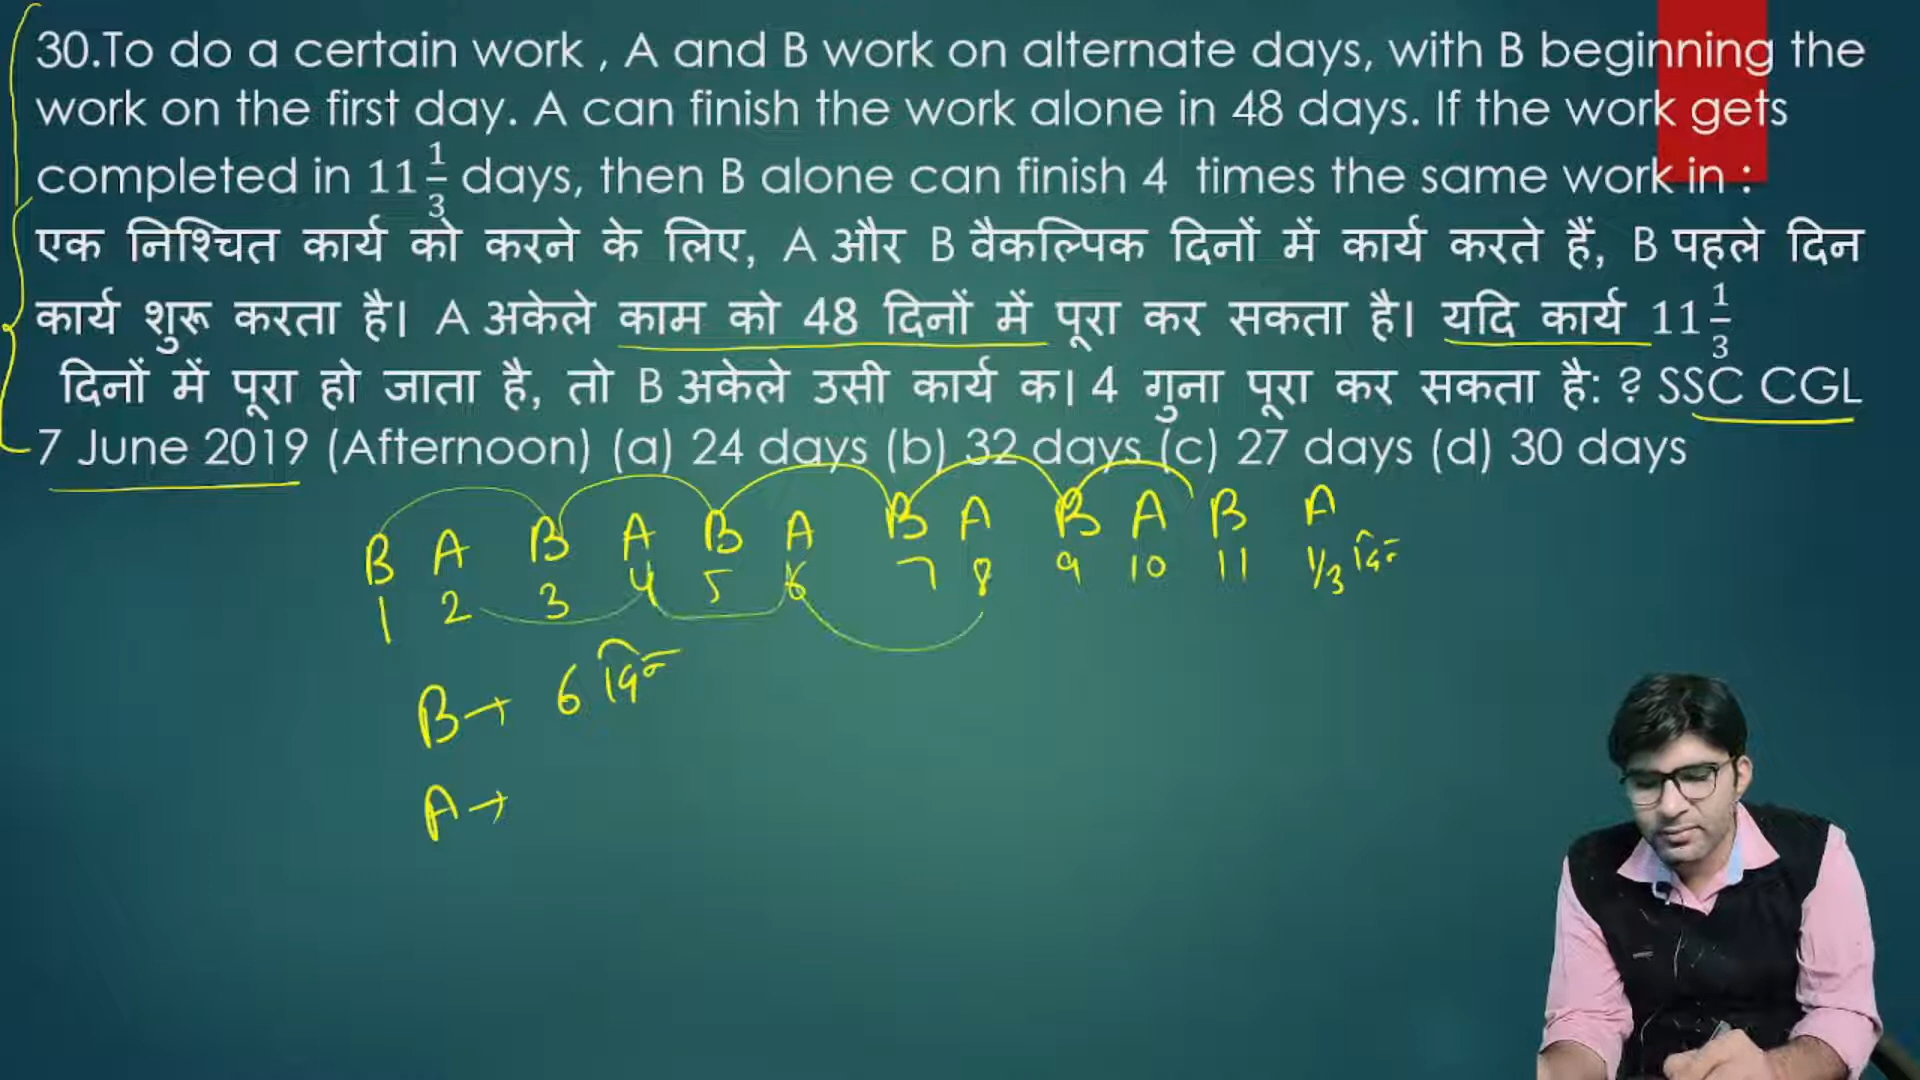 30.To do a certain work , A and B work on alternate days, with B beginning the
work on the first day. A can finish the work alone in 48 days. If the work gets
completed in 11 1/3 days, then B alone can finish 4 times the same work in :
एक निश्चित कार्य को करने के लिए, A और B वैकल्पिक दिनों में कार्य करते हैं, B पहले दिन
कार्य शुरू करता है। A अकेले काम को 48 दिनों में पूरा कर सकता है। यदि कार्य 11 1/3
दिनों में पूरा हो जाता है, तो B अकेले उसी कार्य क। 4 गुना पूरा कर सकता है: ? SSC CGL
7 June 2019 (Afternoon) (a) 24 days (b) 32 days (c) 27 days (d) 30 days
B A B A B A B A B A B A
1 2 3 4 5 6 7 8 9 10 11 1/3 दिन
B→ 6 दिन
A→